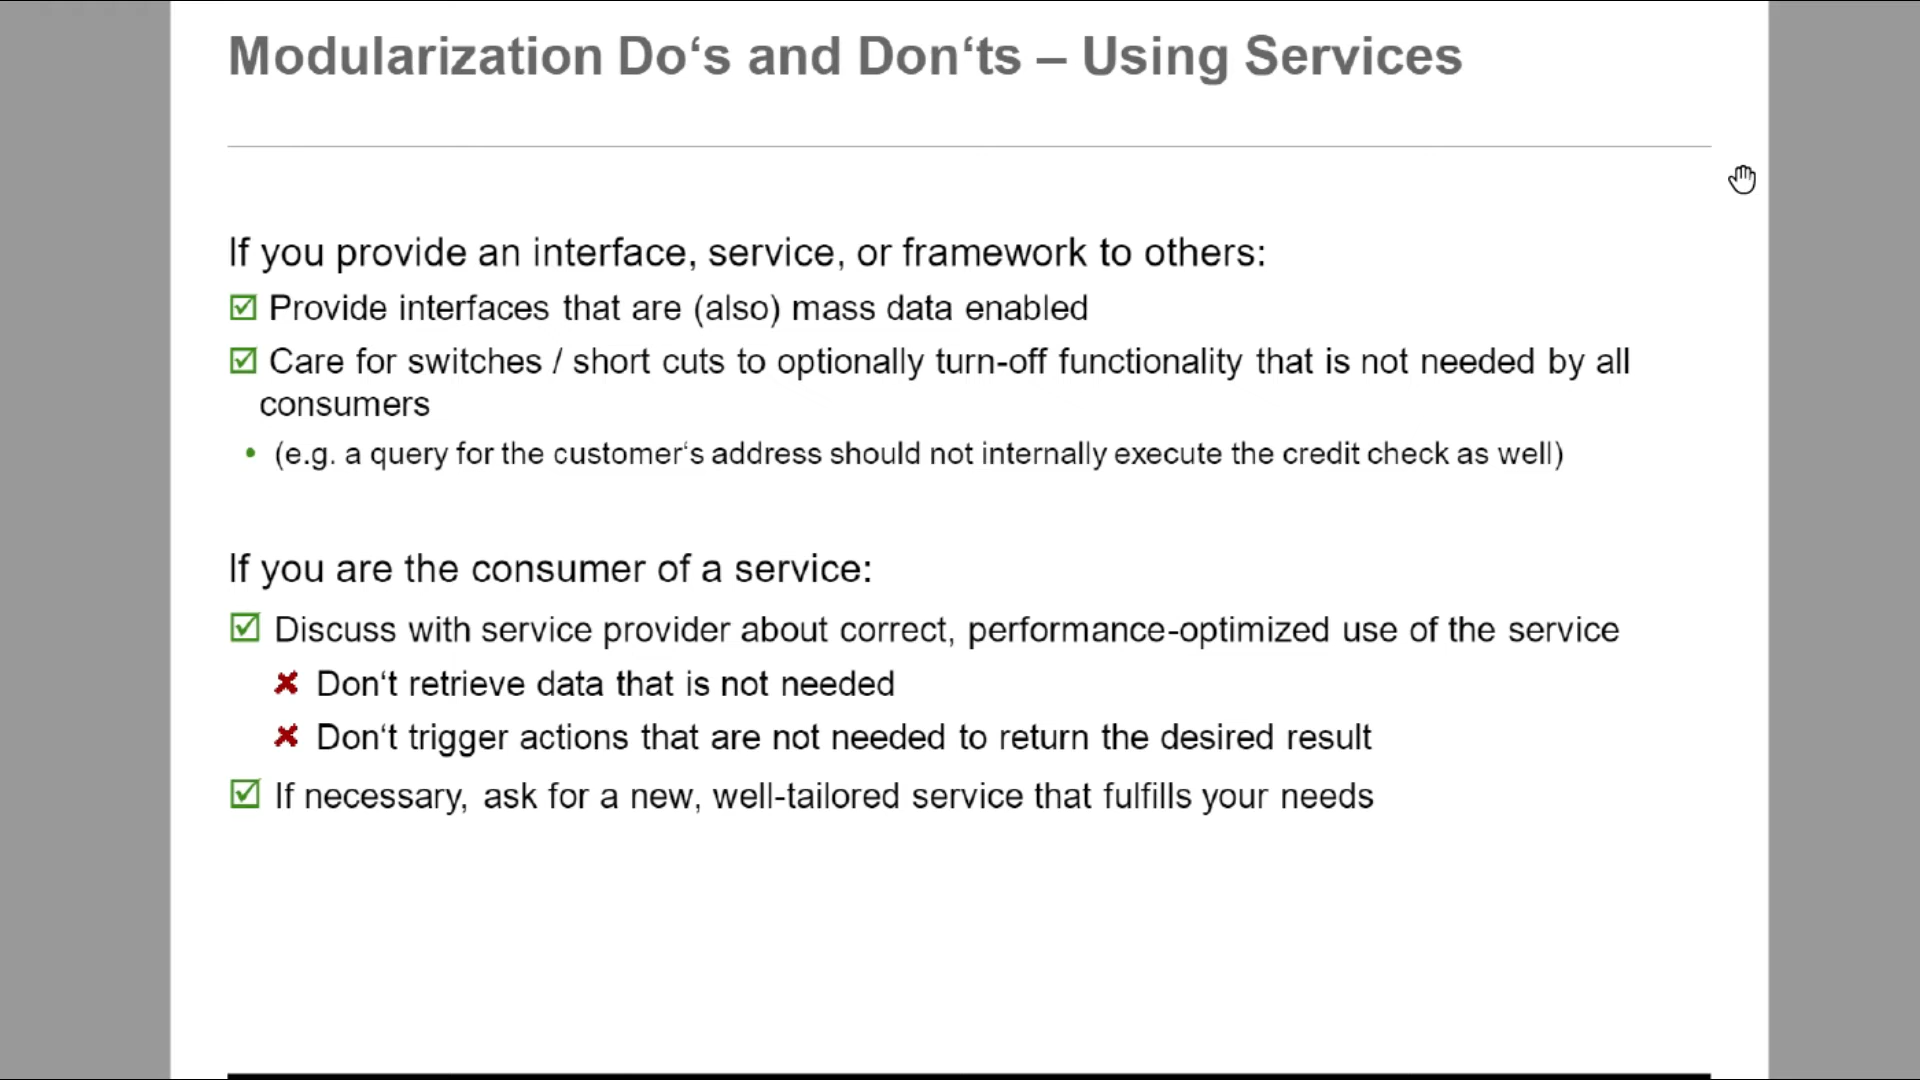 Modularization Do‘s and Don‘ts – Using Services
If you provide an interface, service, or framework to others:
☑ Provide interfaces that are (also) mass data enabled
☑ Care for switches / short cuts to optionally turn-off functionality that is not needed by all
consumers
• (e.g. a query for the customer‘s address should not internally execute the credit check as well)
If you are the consumer of a service:
☑ Discuss with service provider about correct, performance-optimized use of the service
✖ Don‘t retrieve data that is not needed
✖ Don‘t trigger actions that are not needed to return the desired result
☑ If necessary, ask for a new, well-tailored service that fulfills your needs